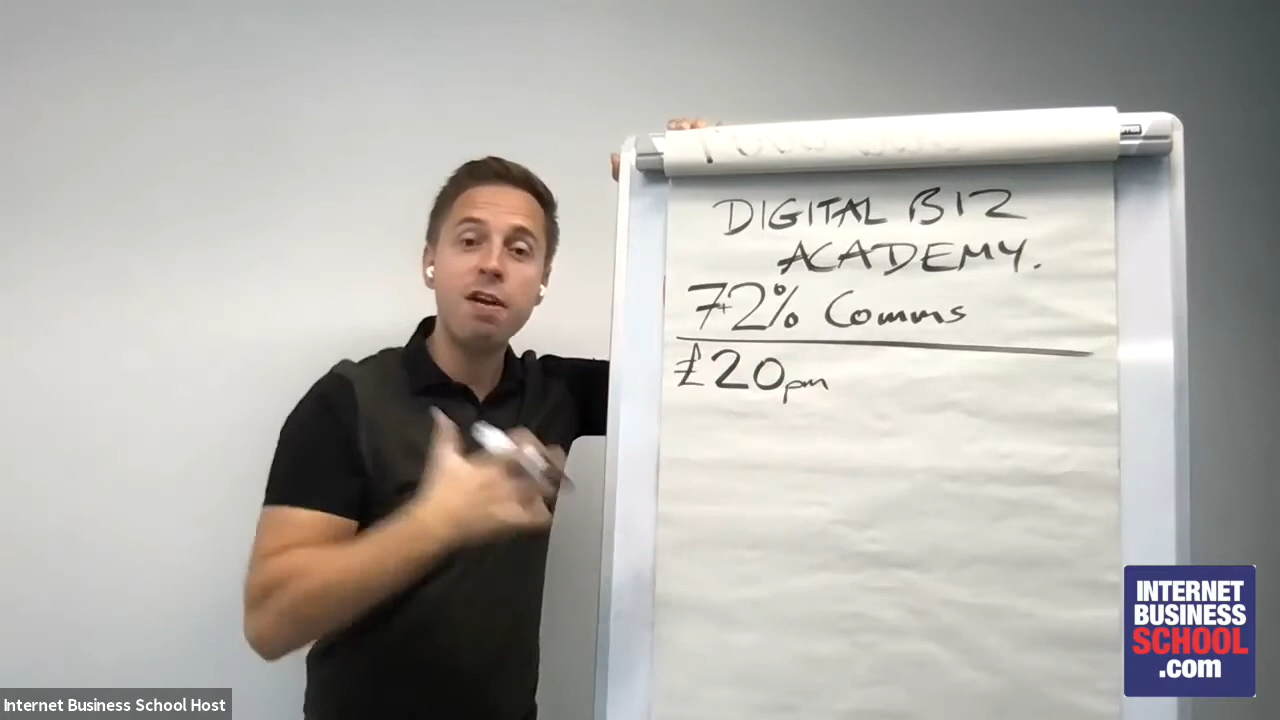 DIGITAL BIZ
ACADEMY.
72% Comms
£20pm
INTERNET
BUSINESS
SCHOOL
.com
Internet Business School Host